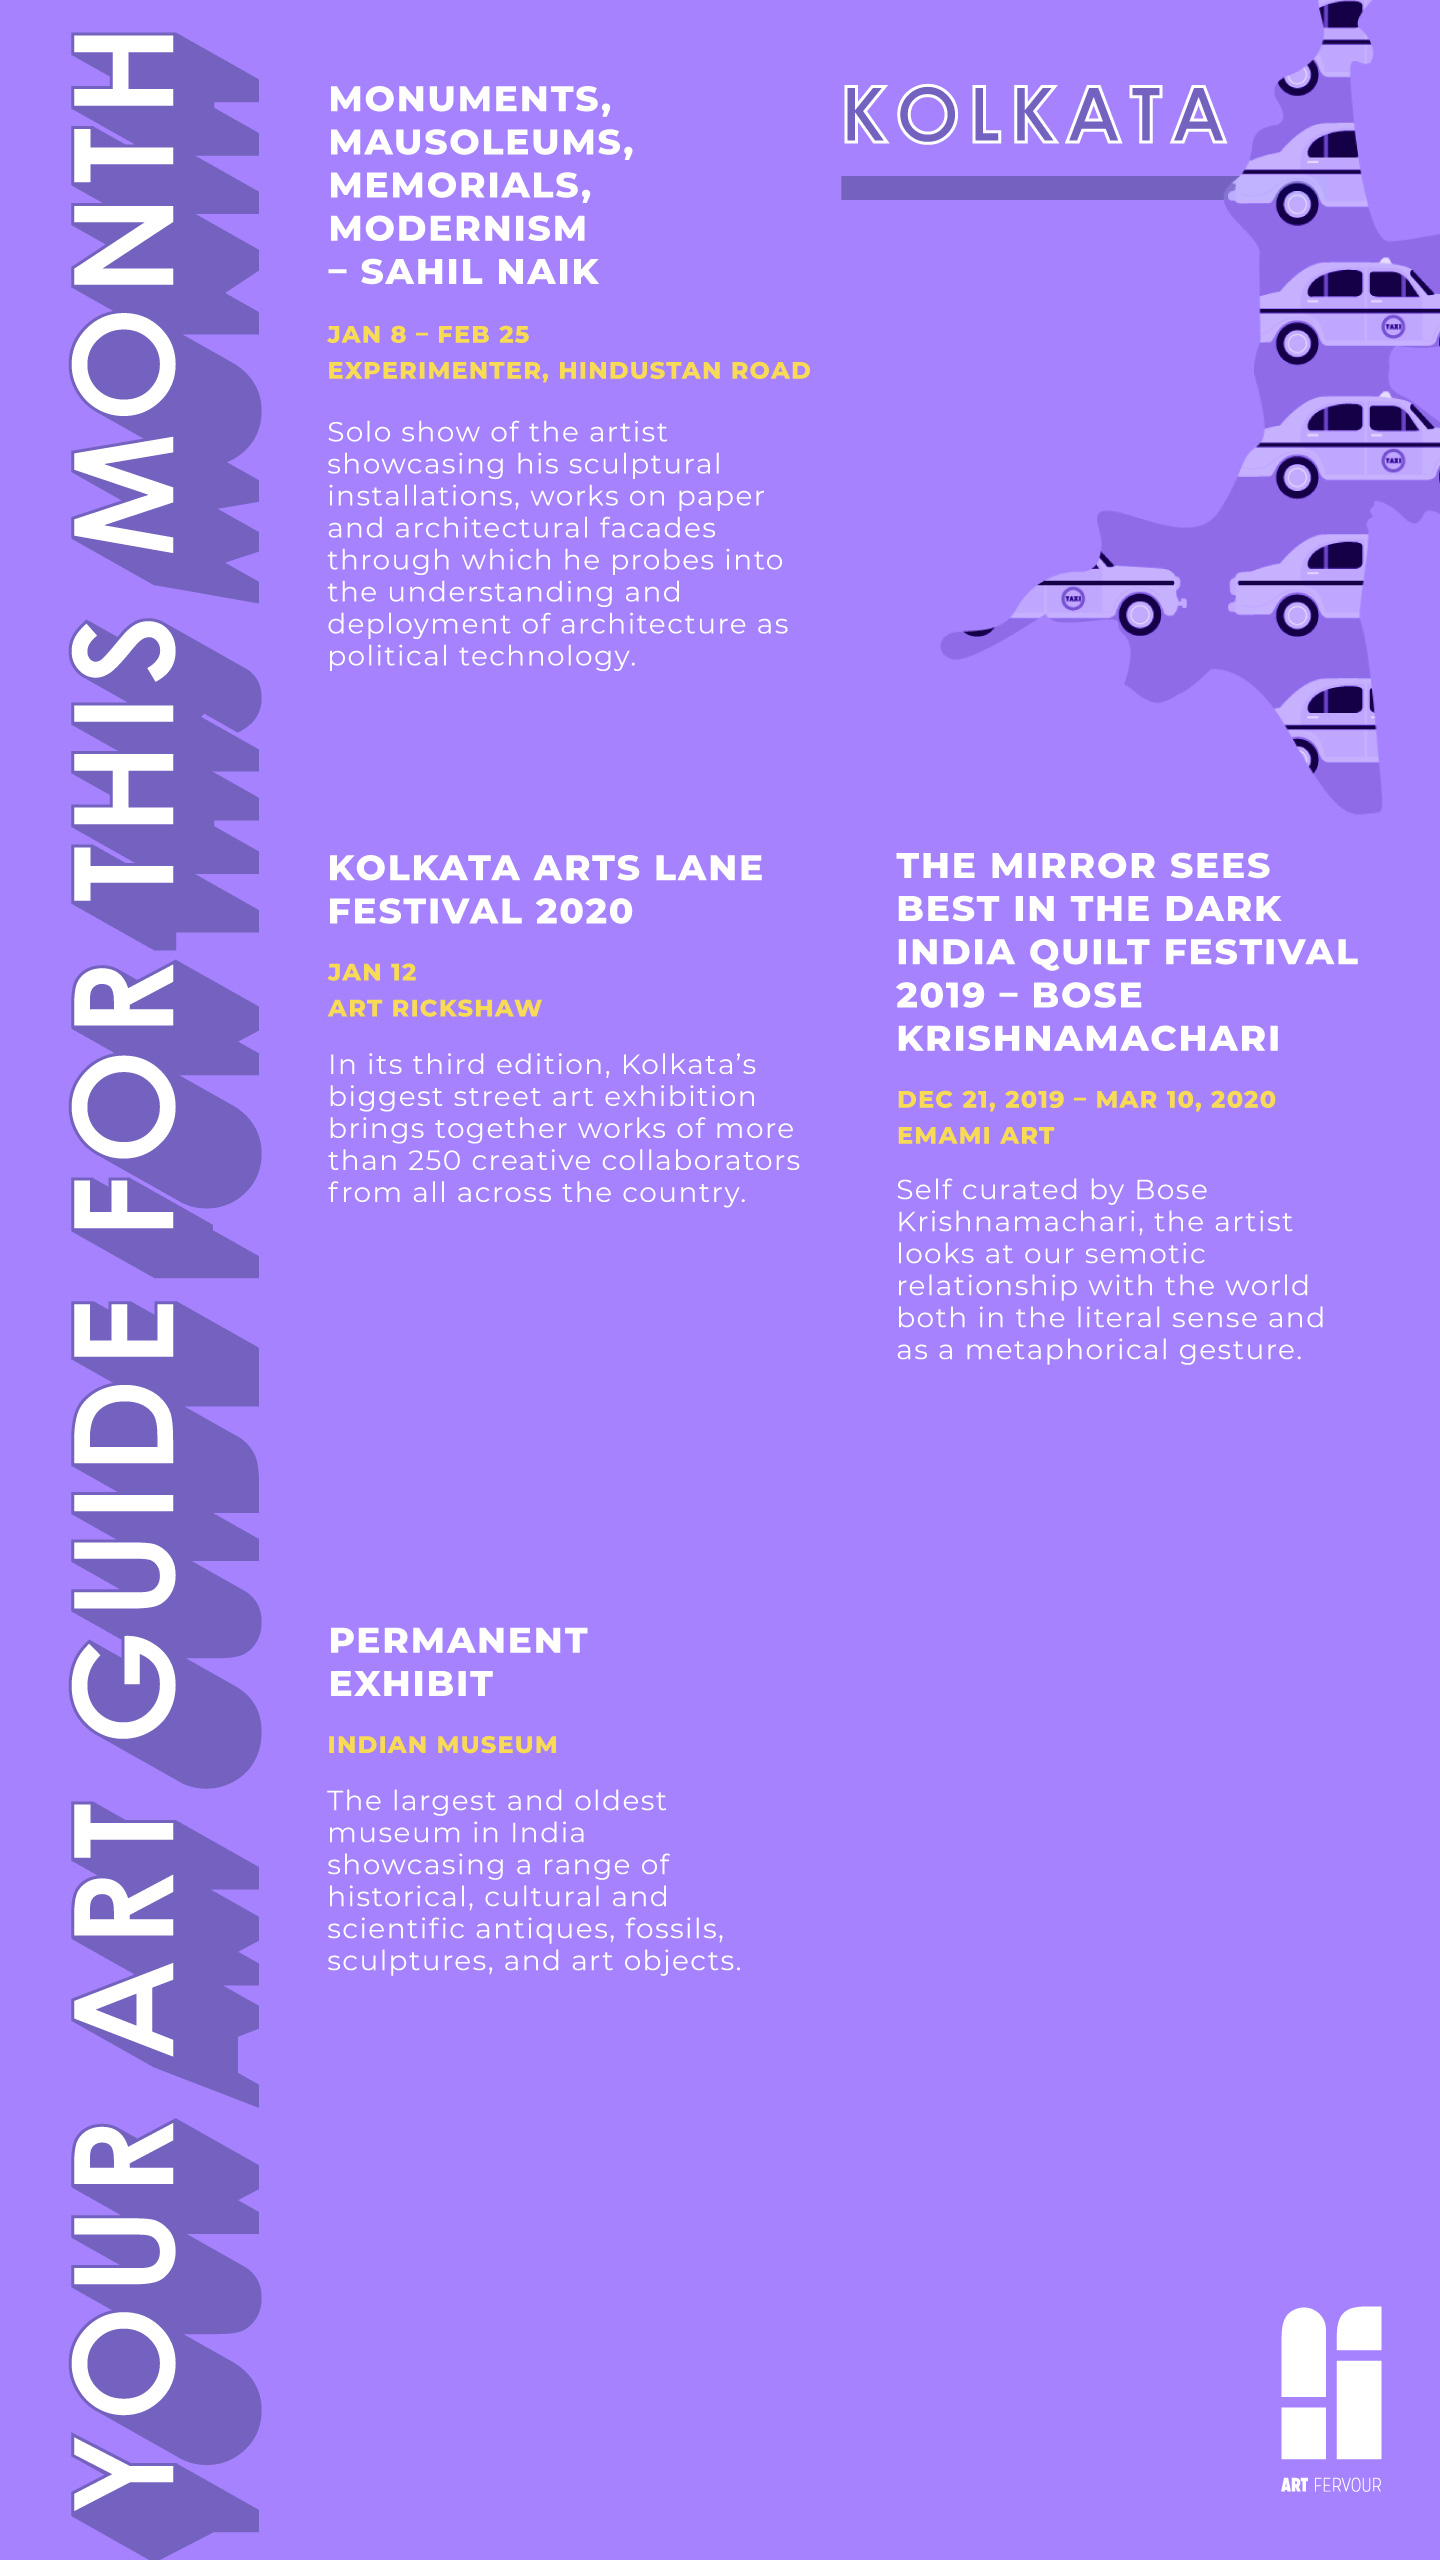 YOUR ART GUIDE FOR THIS MONTH
KOLKATA
MONUMENTS,
MAUSOLEUMS,
MEMORIALS,
MODERNISM
– SAHIL NAIK
JAN 8 – FEB 25
EXPERIMENTER, HINDUSTAN ROAD
Solo show of the artist
showcasing his sculptural
installations, works on paper
and architectural facades
through which he probes into
the understanding and
deployment of architecture as
political technology.
TAXI
TAXI
TAXI
KOLKATA ARTS LANE
FESTIVAL 2020
JAN 12
ART RICKSHAW
In its third edition, Kolkata’s
biggest street art exhibition
brings together works of more
than 250 creative collaborators
from all across the country.
THE MIRROR SEES
BEST IN THE DARK
INDIA QUILT FESTIVAL
2019 – BOSE
KRISHNAMACHARI
DEC 21, 2019 – MAR 10, 2020
EMAMI ART
Self curated by Bose
Krishnamachari, the artist
looks at our semotic
relationship with the world
both in the literal sense and
as a metaphorical gesture.
PERMANENT
EXHIBIT
INDIAN MUSEUM
The largest and oldest
museum in India
showcasing a range of
historical, cultural and
scientific antiques, fossils,
sculptures, and art objects.
ART FERVOUR